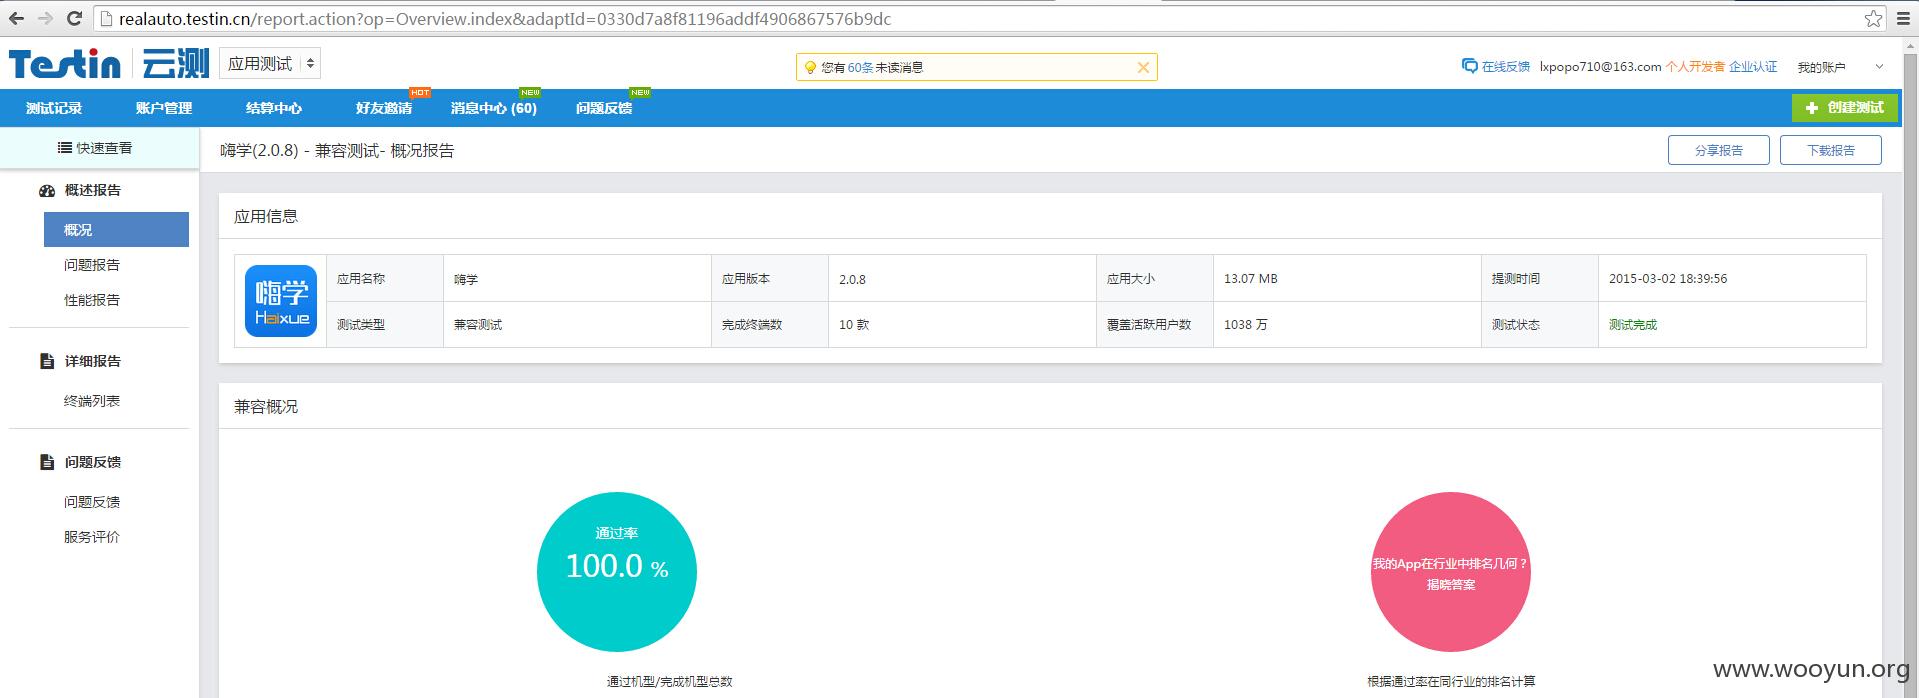 realauto.testin.cn/report.action?op=Overview.index&adaptId=0330d7a8f81196addf4906867576b9dc
Testin 云测 应用测试 您有 60条 未读消息 在线反馈 lxpopo710@163.com 个人开发者 企业认证 我的账户
HOT NEW NEW
测试记录 账户管理 结算中心 好友邀请 消息中心 (60) 问题反馈 创建测试
快速查看
嗨学(2.0.8) - 兼容测试- 概况报告 分享报告 下载报告
概述报告
概况
问题报告
性能报告
详细报告
终端列表
问题反馈
问题反馈
服务评价
应用信息
嗨学
Haixue
应用名称 嗨学 应用版本 2.0.8 应用大小 13.07 MB 提测时间 2015-03-02 18:39:56
测试类型 兼容测试 完成终端数 10 款 覆盖活跃用户数 1038 万 测试状态 测试完成
兼容概况
通过率
100.0 %
我的App在行业中排名几何？
揭晓答案
通过机型/完成机型总数 根据通过率在同行业的排名计算
www.wooyun.org